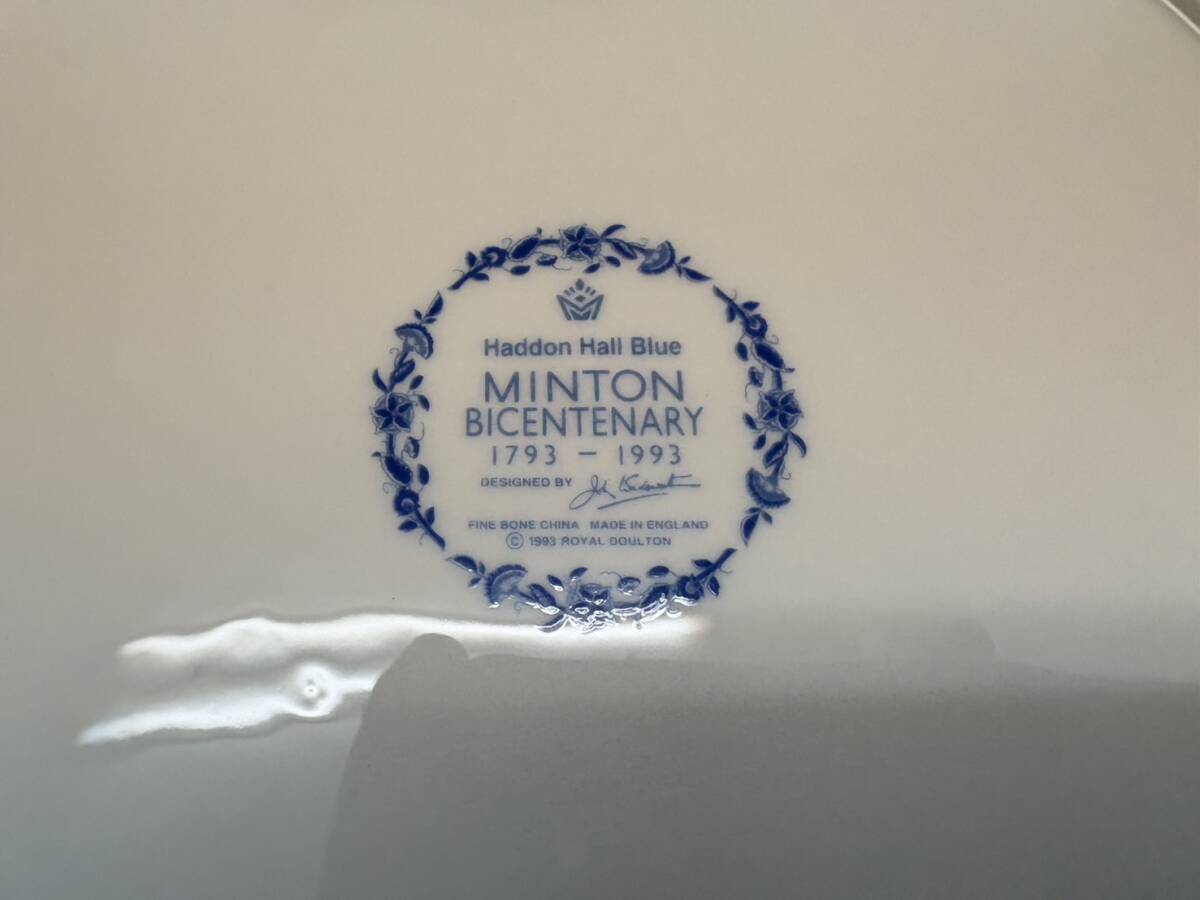 Haddon Hall Blue
MINTON
BICENTENARY
1793 – 1993
DESIGNED BY
FINE BONE CHINA MADE IN ENGLAND
© 1993 ROYAL DOULTON